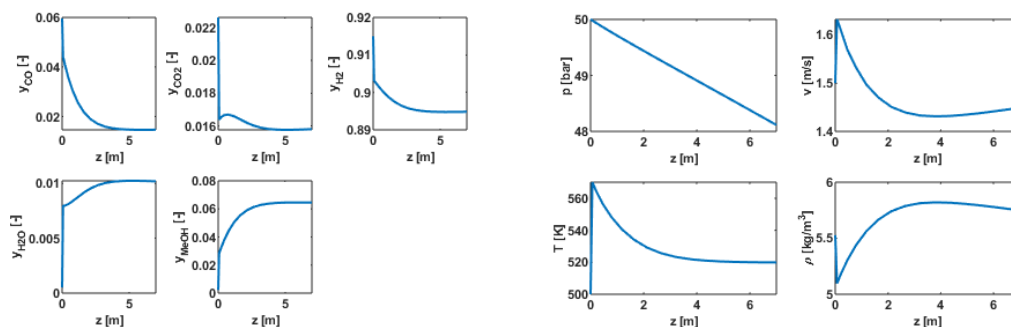 0.06
0.04
0.02
y_CO [-]
0 5
z [m]
0.022
0.02
0.018
0.016
y_CO2 [-]
0 5
z [m]
0.92
0.91
0.9
0.89
y_H2 [-]
0 5
z [m]
50
49
48
p [bar]
0 2 4 6
z [m]
1.6
1.4
v [m/s]
0 2 4 6
z [m]
0.01
0.005
0
y_H2O [-]
0 5
z [m]
0.08
0.06
0.04
0.02
0
y_MeOH [-]
0 5
z [m]
560
540
520
500
T [K]
0 2 4 6
z [m]
6
5.5
5
ρ [kg/m³]
0 2 4 6
z [m]